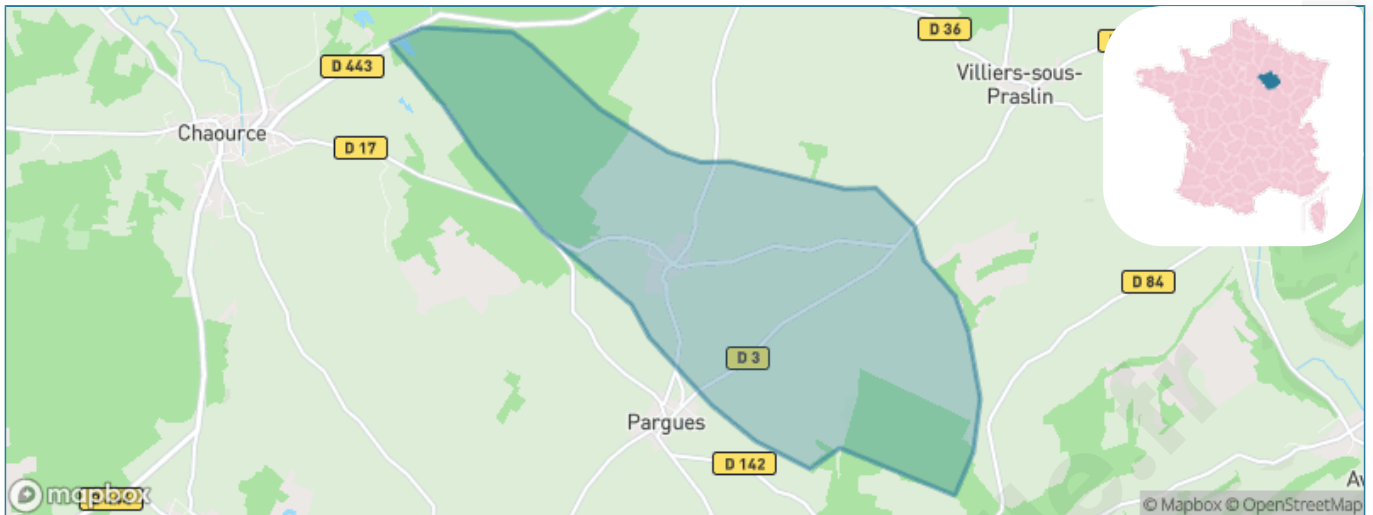 D 36
D 443
Villiers-sous-
Praslin
Chaource
D 17
D 84
D 3
Pargues
D 142
mapbox
© Mapbox © OpenStreetMap